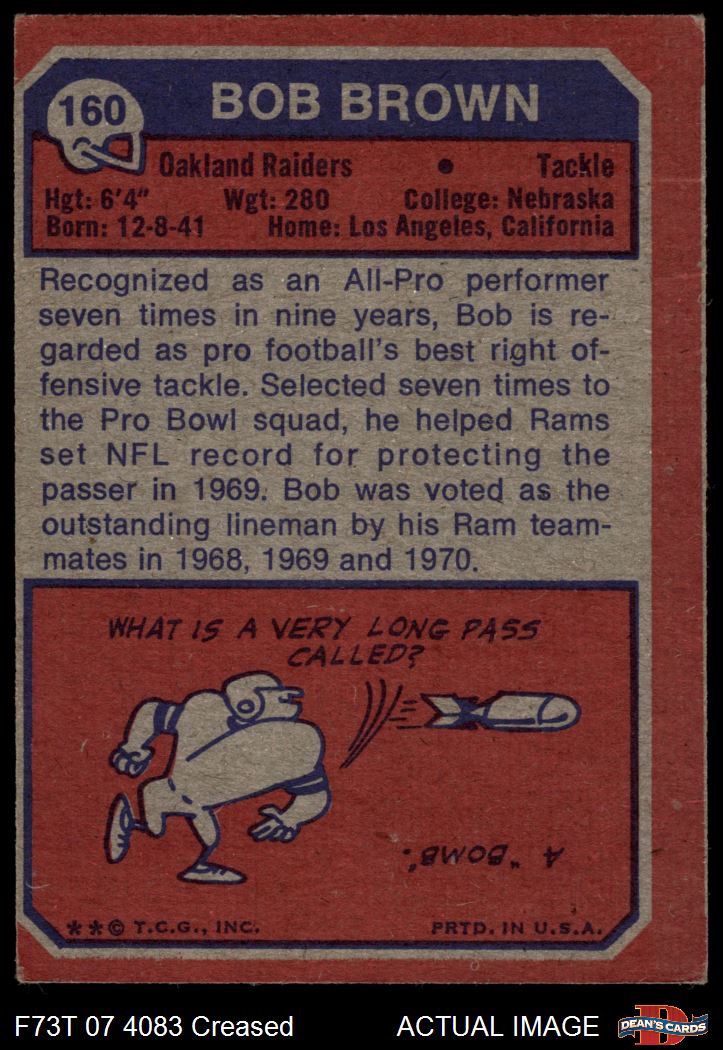 160
BOB BROWN
Oakland Raiders • Tackle
Hgt: 6'4" Wgt: 280 College: Nebraska
Born: 12-8-41 Home: Los Angeles, California
Recognized as an All-Pro performer
seven times in nine years, Bob is re-
garded as pro football's best right of-
fensive tackle. Selected seven times to
the Pro Bowl squad, he helped Rams
set NFL record for protecting the
passer in 1969. Bob was voted as the
outstanding lineman by his Ram team-
mates in 1968, 1969 and 1970.
WHAT IS A VERY LONG PASS
CALLED?
A "BOMB".
**© T.C.G., INC. PRTD. IN U.S.A.
F73T 07 4083 Creased ACTUAL IMAGE
D
DEAN'S CARDS